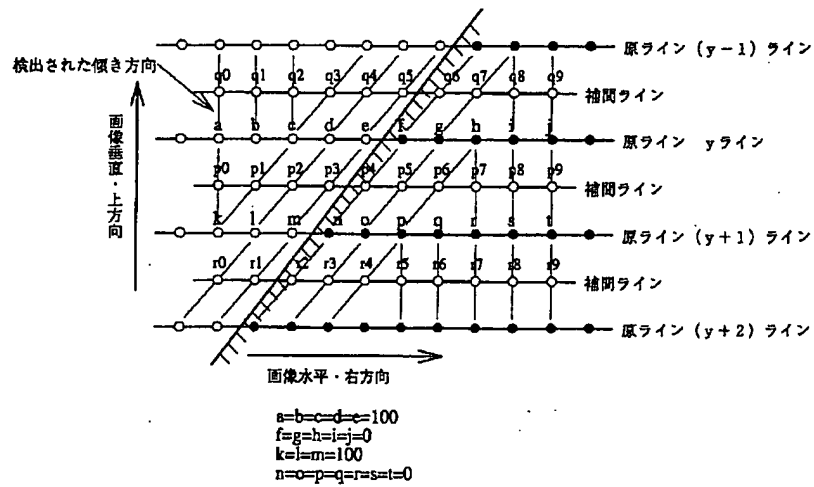 原ライン(y-1)ライン
検出された傾き方向
q0 q1 q2 q3 q4 q5 q6 q7 q8 q9
補間ライン
a b c d e f g h i j
原ライン yライン
画像垂直・上方向
p0 p1 p2 p3 p4 p5 p6 p7 p8 p9
補間ライン
k l m n o p q r s t
原ライン(y+1)ライン
r0 r1 r2 r3 r4 r5 r6 r7 r8 r9
補間ライン
原ライン(y+2)ライン
画像水平・右方向
a=b=c=d=e=100
f=g=h=i=j=0
k=l=m=100
n=o=p=q=r=s=t=0